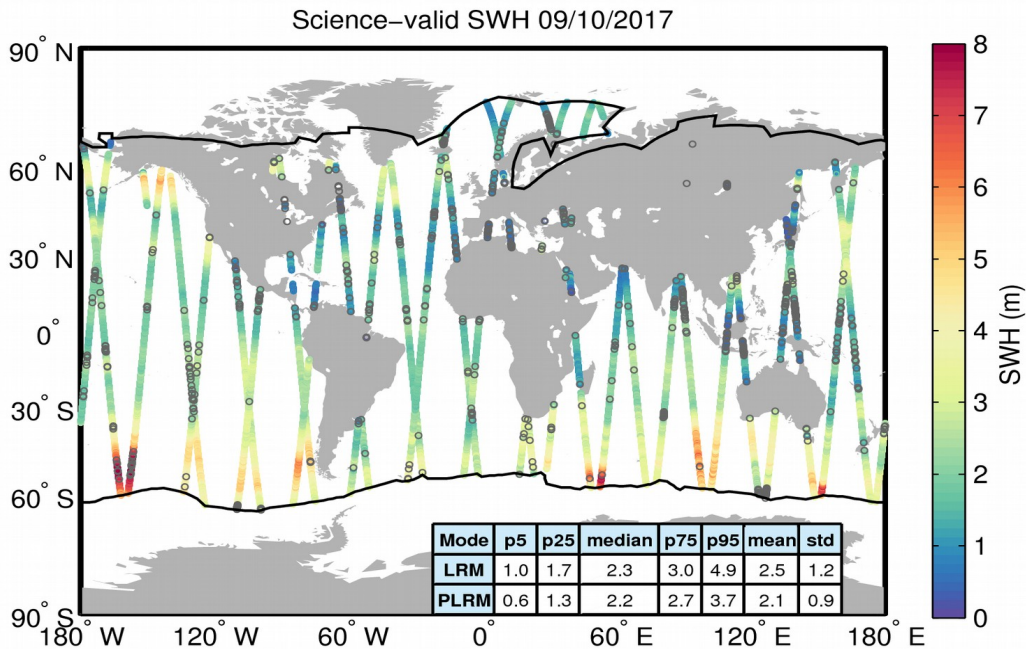 Science−valid SWH 09/10/2017
90° N
60° N
30° N
0°
30° S
60° S
90° S
180° W
120° W
60° W
0°
60° E
120° E
180° E
Mode p5 p25 median p75 p95 mean std
LRM 1.0 1.7 2.3 3.0 4.9 2.5 1.2
PLRM 0.6 1.3 2.2 2.7 3.7 2.1 0.9
8
7
6
5
4
3
2
1
0
SWH (m)